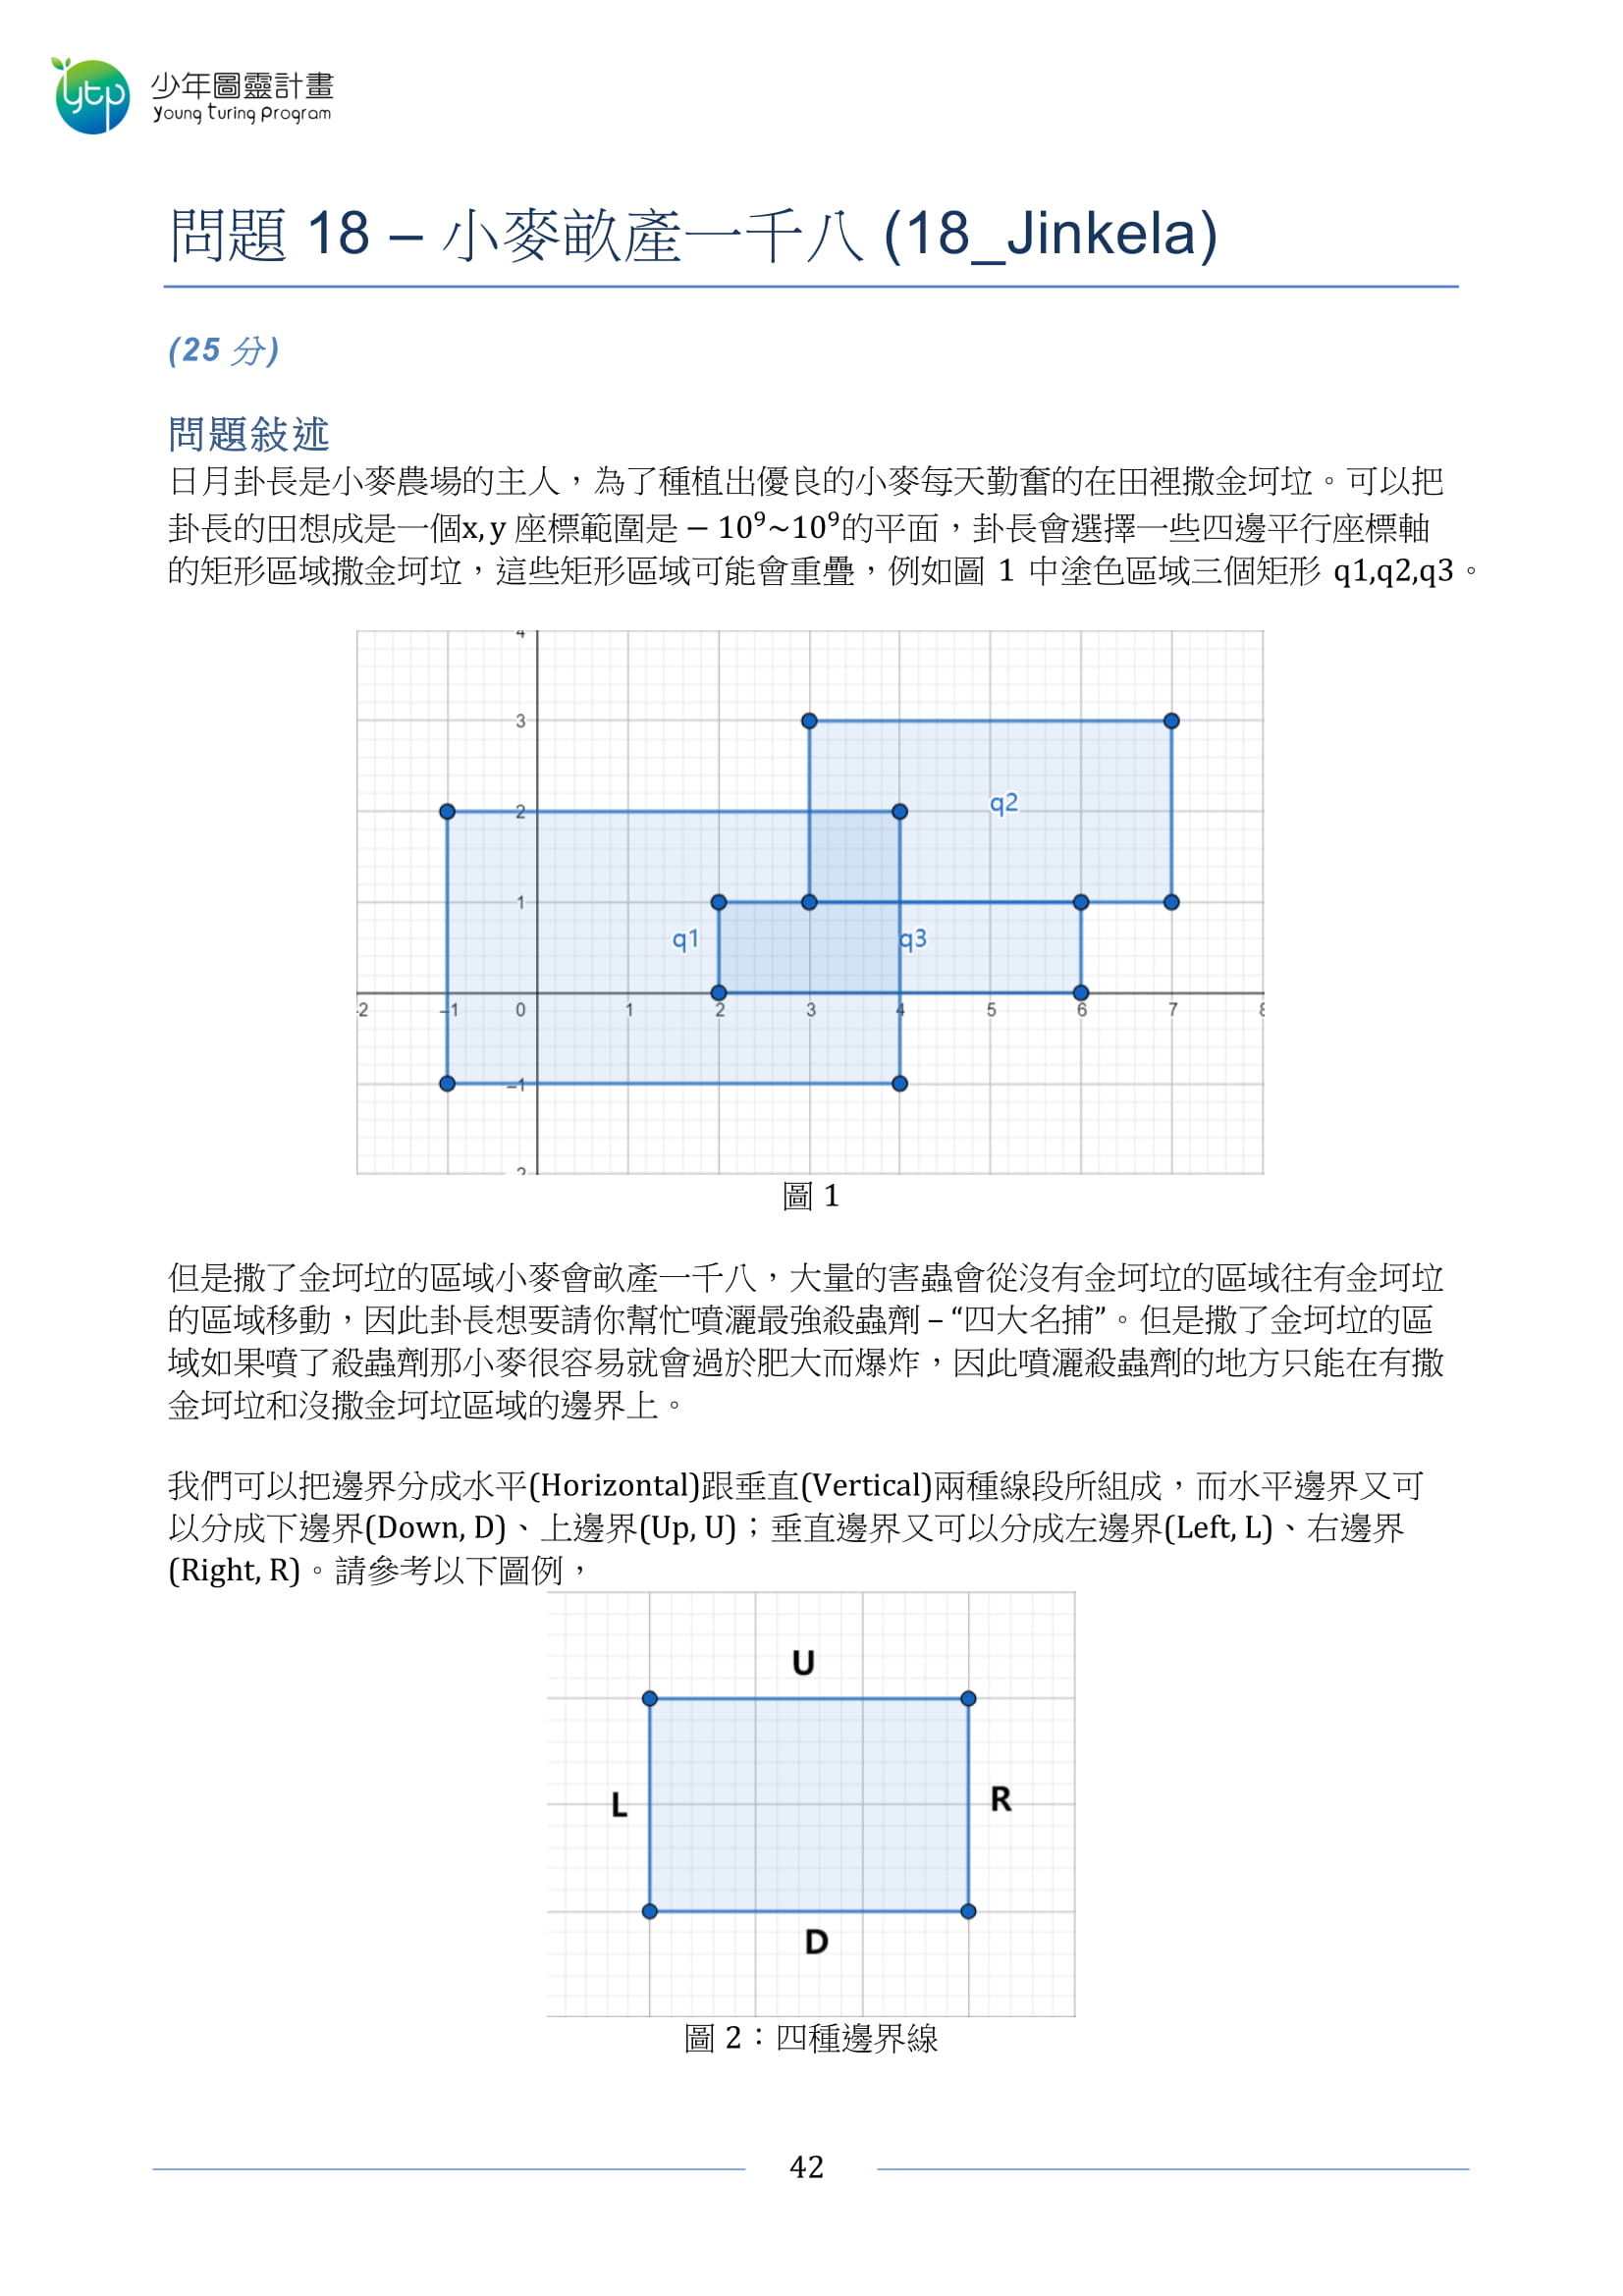 ytp 少年圖靈計畫
Young Turing Program
問題 18 – 小麥畝產一千八 (18_Jinkela)
(25 分)
問題敍述
日月卦長是小麥農場的主人，為了種植出優良的小麥每天勤奮的在田裡撒金坷垃。可以把
卦長的田想成是一個x, y 座標範圍是 − 10⁹~10⁹的平面，卦長會選擇一些四邊平行座標軸
的矩形區域撒金坷垃，這些矩形區域可能會重疊，例如圖 1 中塗色區域三個矩形 q1,q2,q3。
4
3
q2
2
1
q1
q3
-2 –1 0 1 2 3 4 5 6 7 8
–1
圖 1
但是撒了金坷垃的區域小麥會畝產一千八，大量的害蟲會從沒有金坷垃的區域往有金坷垃
的區域移動，因此卦長想要請你幫忙噴灑最強殺蟲劑 – “四大名捕”。但是撒了金坷垃的區
域如果噴了殺蟲劑那小麥很容易就會過於肥大而爆炸，因此噴灑殺蟲劑的地方只能在有撒
金坷垃和沒撒金坷垃區域的邊界上。
我們可以把邊界分成水平(Horizontal)跟垂直(Vertical)兩種線段所組成，而水平邊界又可
以分成下邊界(Down, D)、上邊界(Up, U)；垂直邊界又可以分成左邊界(Left, L)、右邊界
(Right, R)。請參考以下圖例，
U
L
R
D
圖 2：四種邊界線
42